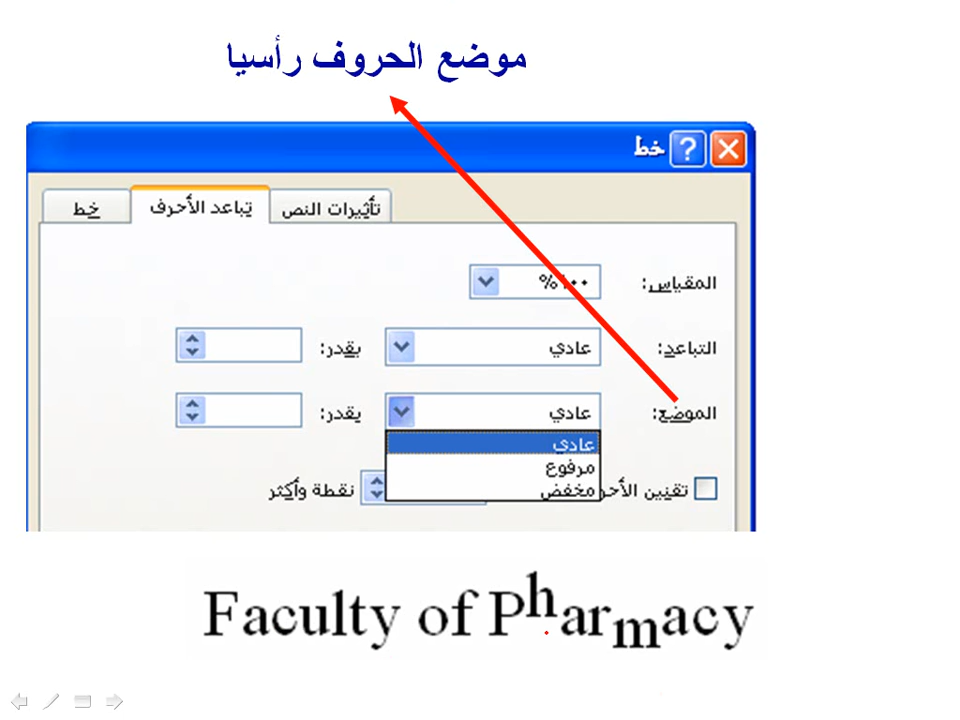 موضع الحروف رأسيا
خط
خط تباعد الأحرف تأثيرات النص
المقياس: ١٠٠%
التباعد: عادي بقدر:
الموضع: عادي بقدر:
عادي
مرفوع
مخفض
تقنين الأحر نقطة وأكثر
Faculty of Pharmacy